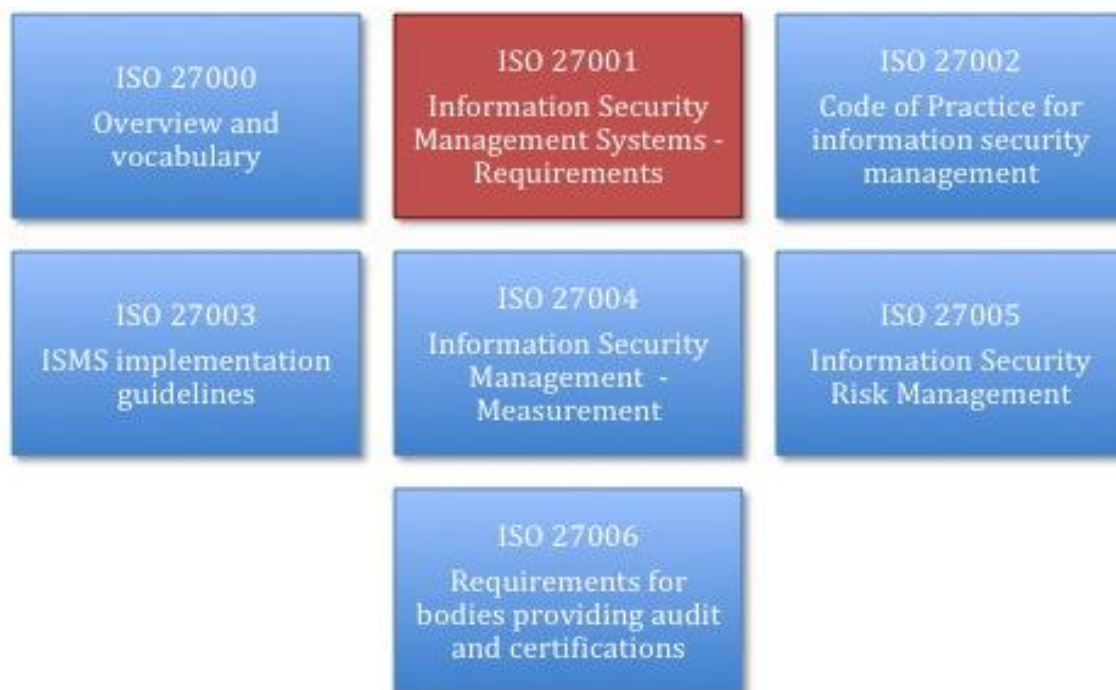 ISO 27000
Overview and
vocabulary
ISO 27001
Information Security
Management Systems -
Requirements
ISO 27002
Code of Practice for
information security
management
ISO 27003
ISMS implementation
guidelines
ISO 27004
Information Security
Management  -
Measurement
ISO 27005
Information Security
Risk Management
ISO 27006
Requirements for
bodies providing audit
and certifications